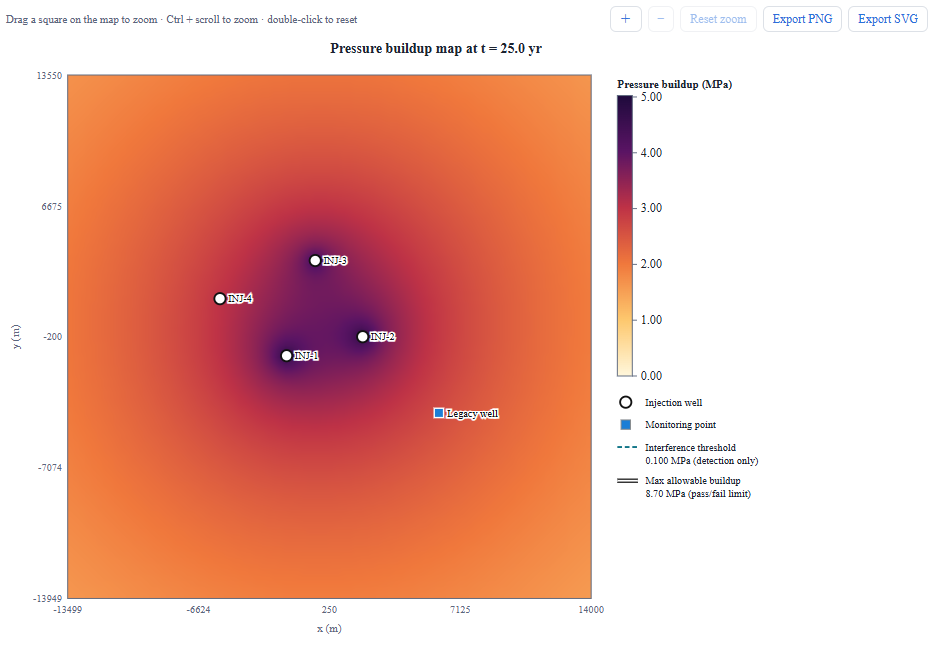 Drag a square on the map to zoom · Ctrl + scroll to zoom · double-click to reset
+
−
Reset zoom
Export PNG
Export SVG
Pressure buildup map at t = 25.0 yr
13550
6675
-200
-7074
-13949
y (m)
-13499
-6624
250
7125
14000
x (m)
INJ-3
INJ-4
INJ-2
INJ-1
Legacy well
Pressure buildup (MPa)
5.00
4.00
3.00
2.00
1.00
0.00
Injection well
Monitoring point
Interference threshold
0.100 MPa (detection only)
Max allowable buildup
8.70 MPa (pass/fail limit)